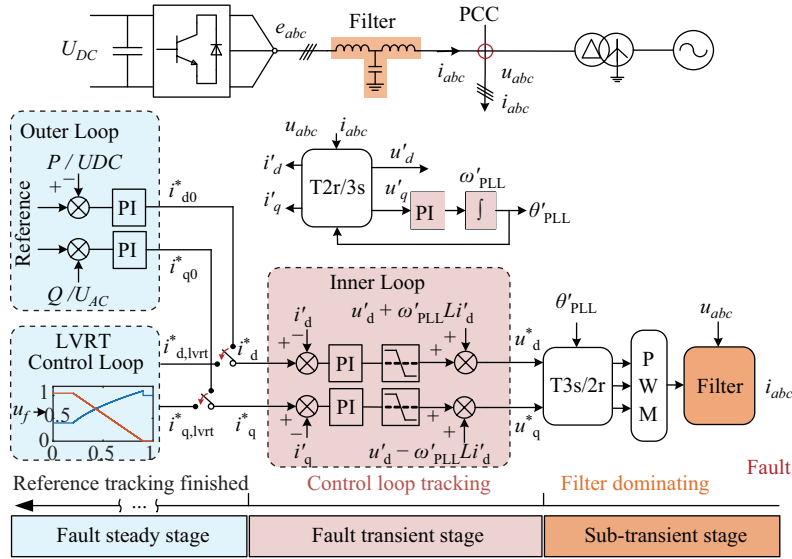 PCC
Filter
e_abc
U_DC
i_abc
u_abc
i_abc
Outer Loop
P / UDC
+
−
PI
i*_d0
Reference
+
PI
i*_q0
Q /U_AC
u_abc
i_abc
i'_d
u'_d
T2r/3s
i'_q
u'_q
PI
ω'_PLL
∫
θ'_PLL
LVRT
Control Loop
1
0.5
0
u_f
0
0.5
1
i*_d,lvrt
i*_d
i*_q,lvrt
i*_q
Inner Loop
i'_d
u'_d + ω'_PLL Li'_d
+
−
PI
+
+
u*_d
+
−
PI
+
+
u*_q
i'_q
u'_d − ω'_PLL Li'_d
θ'_PLL
T3s/2r
P
W
M
u_abc
Filter
i_abc
Fault
Reference tracking finished
Control loop tracking
Filter dominating
...
Fault steady stage
Fault transient stage
Sub-transient stage